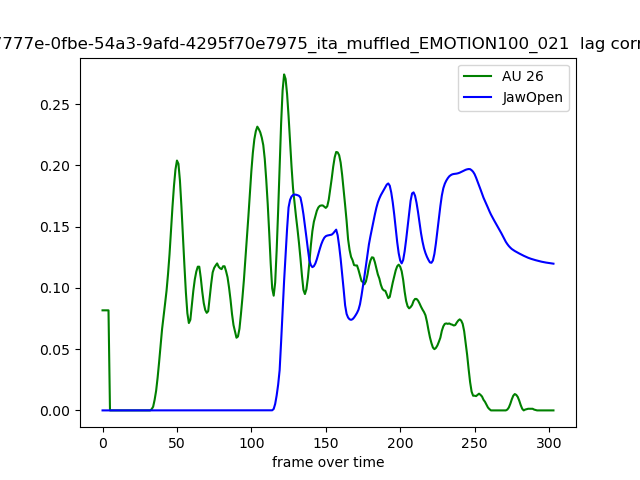 7777e-0fbe-54a3-9afd-4295f70e7975_ita_muffled_EMOTION100_021 lag corr
AU 26
JawOpen
0.25
0.20
0.15
0.10
0.05
0.00
0 50 100 150 200 250 300
frame over time